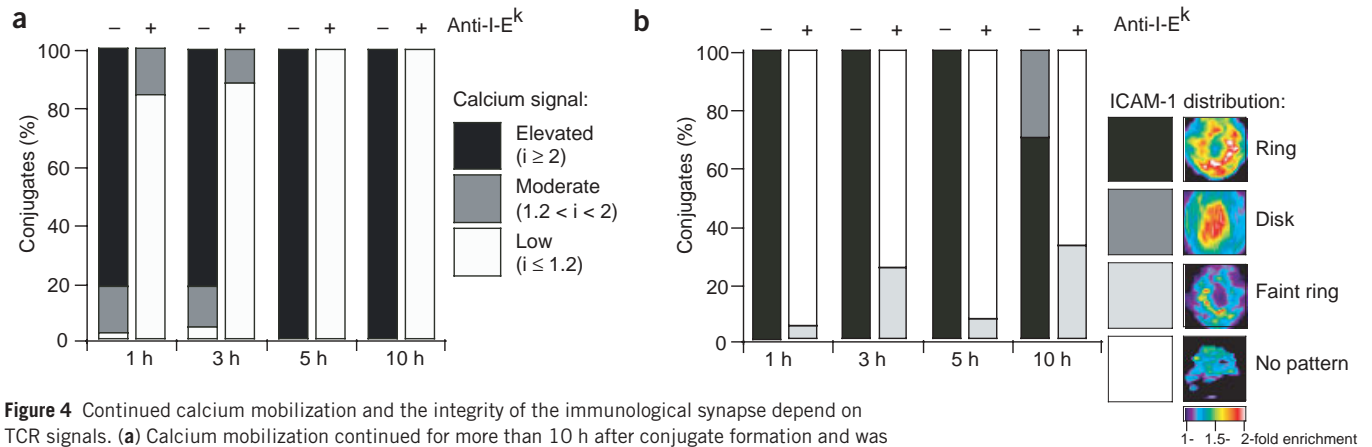 a
– + – + – + – + Anti-I-E^k
100
80
60
40
20
0
Conjugates (%)
1 h 3 h 5 h 10 h
Calcium signal:
Elevated
(i ≥ 2)
Moderate
(1.2 < i < 2)
Low
(i ≤ 1.2)
b
Anti-I-E^k
– + – + – + – +
100
80
60
40
20
0
Conjugates (%)
1 h 3 h 5 h 10 h
ICAM-1 distribution:
Ring
Disk
Faint ring
No pattern
1- 1.5- 2-fold enrichment
Figure 4 Continued calcium mobilization and the integrity of the immunological synapse depend on
TCR signals. (a) Calcium mobilization continued for more than 10 h after conjugate formation and was